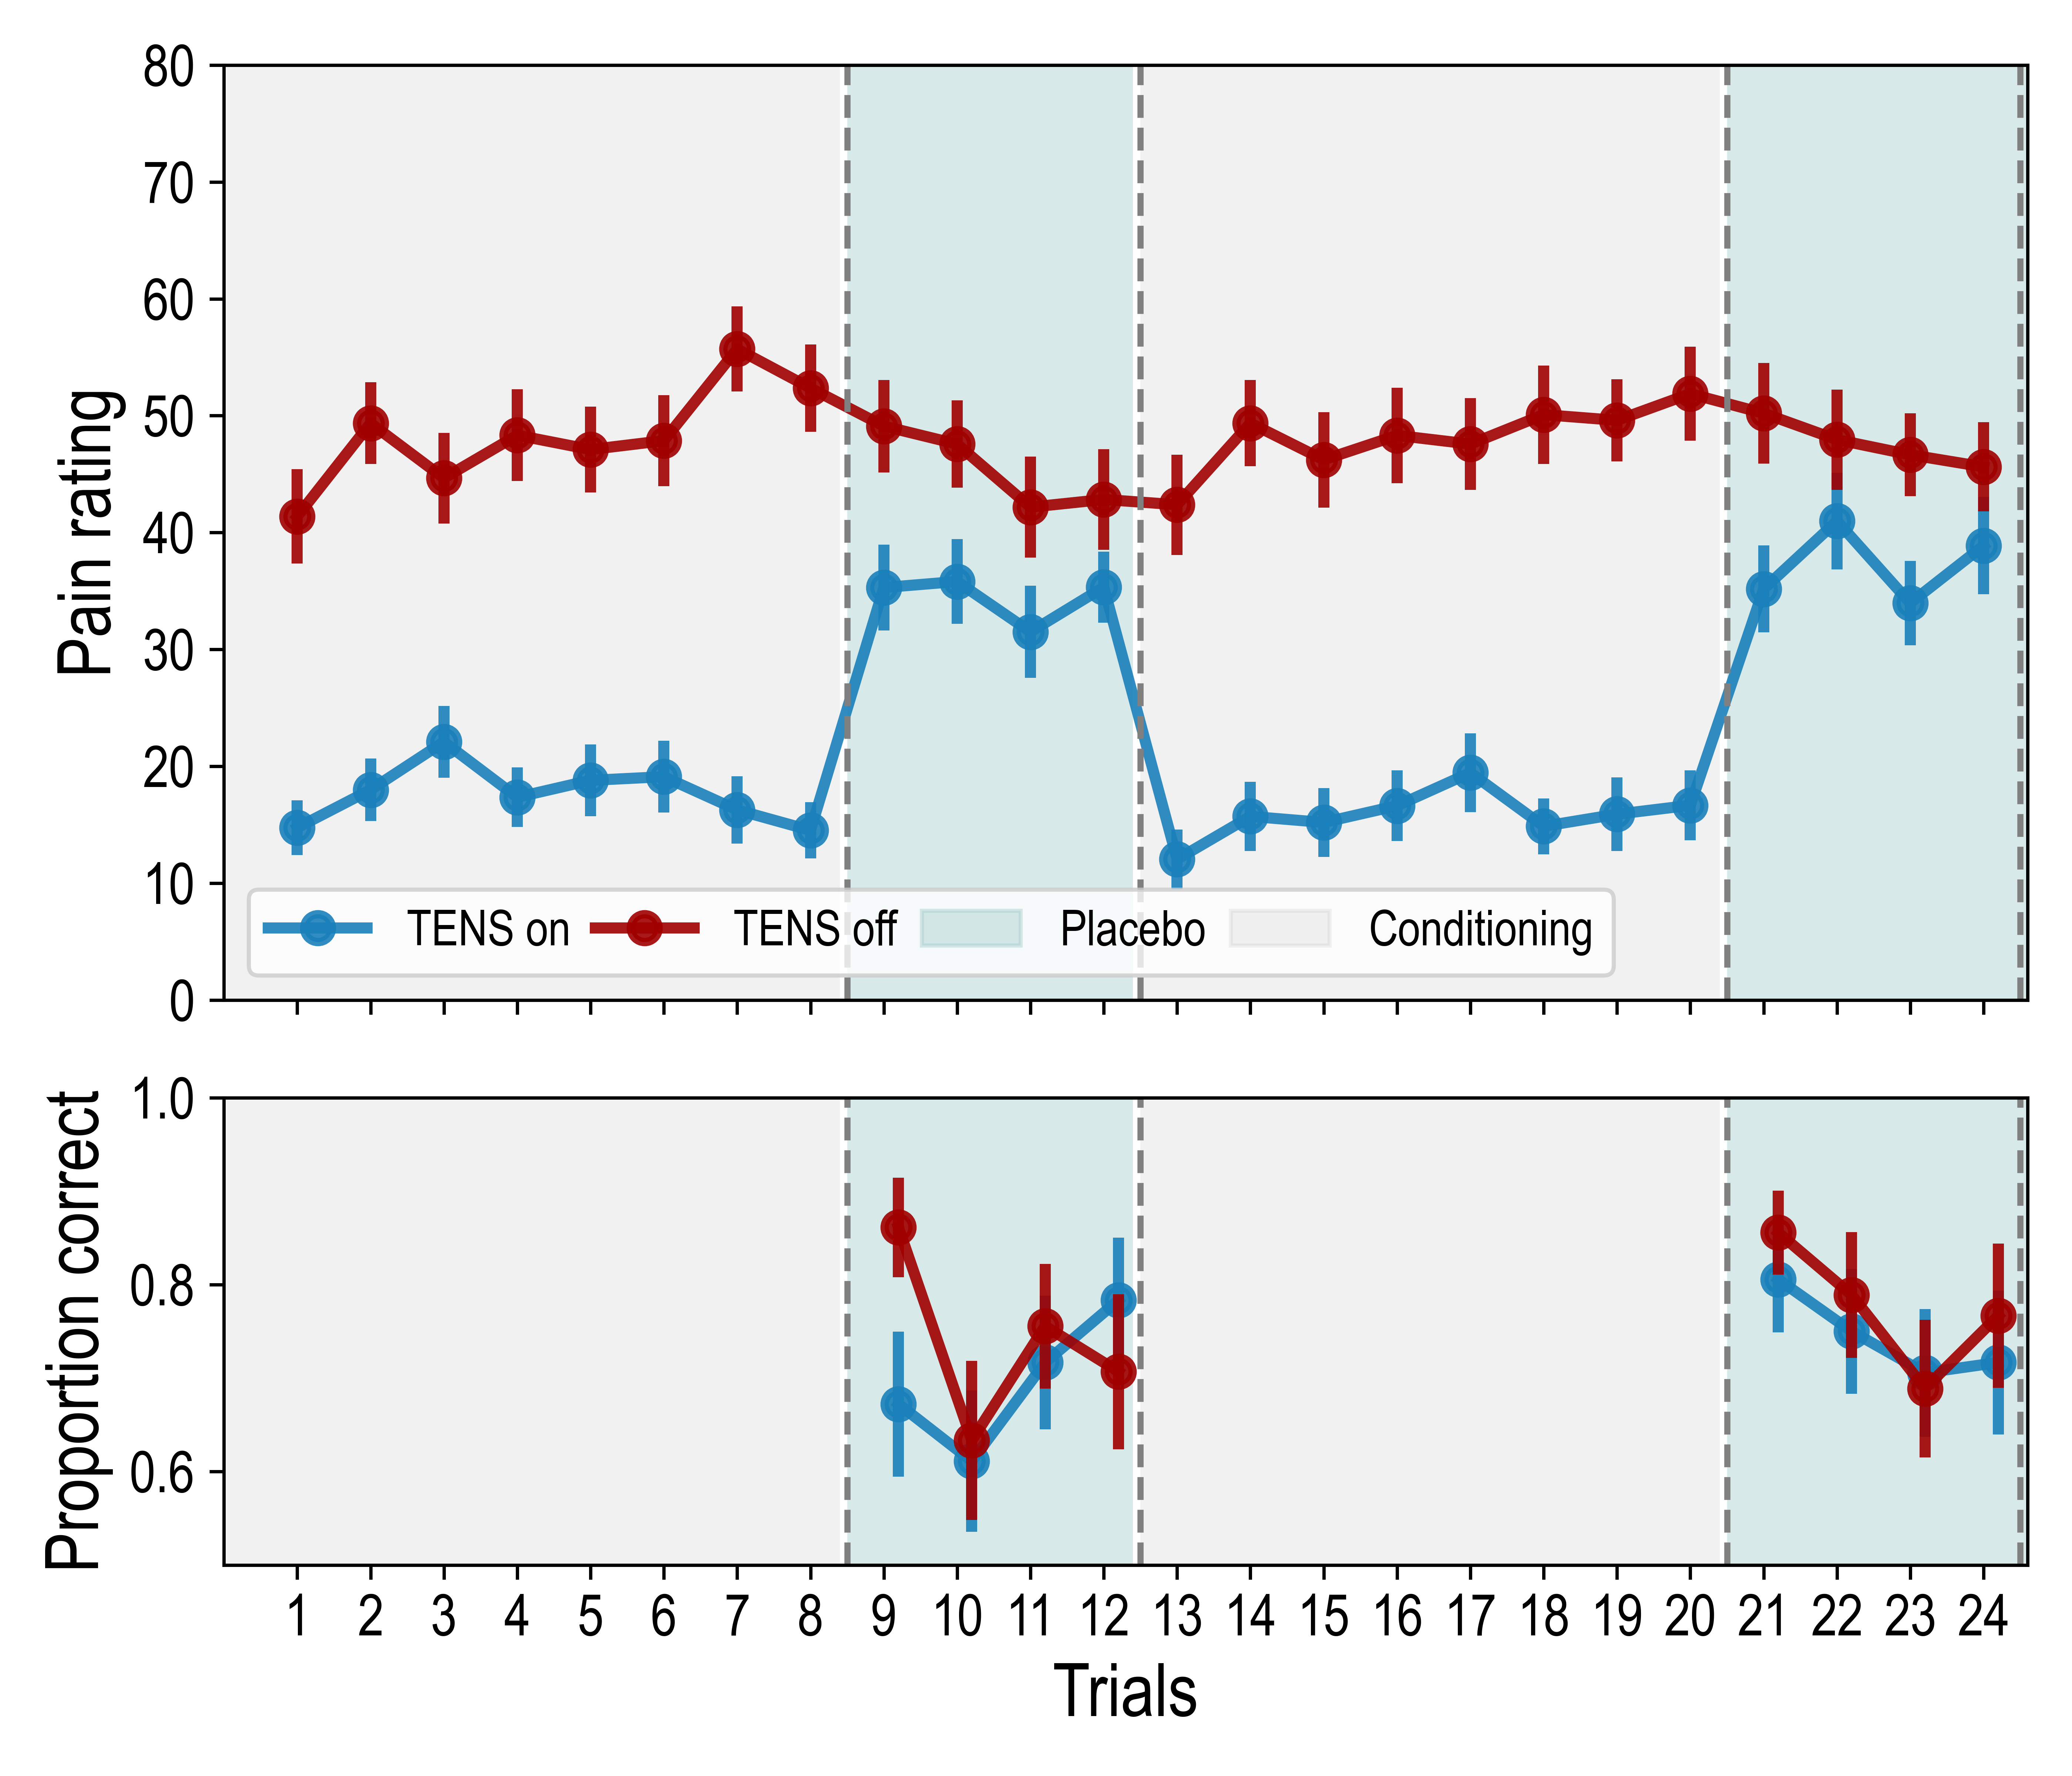 Pain rating
80
70
60
50
40
30
20
10
0
TENS on TENS off Placebo Conditioning
Proportion correct
1.0
0.8
0.6
1 2 3 4 5 6 7 8 9 10 11 12 13 14 15 16 17 18 19 20 21 22 23 24
Trials